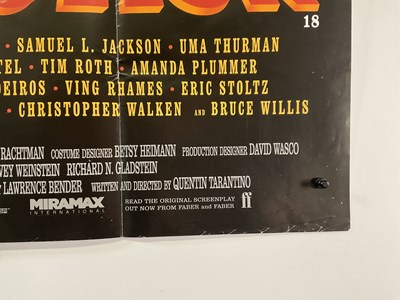 18
· SAMUEL L. JACKSON · UMA THURMAN
TEL · TIM ROTH · AMANDA PLUMMER
DEIROS · VING RHAMES · ERIC STOLTZ
· CHRISTOPHER WALKEN AND BRUCE WILLIS
RACHTMAN COSTUME DESIGNER BETSY HEIMANN PRODUCTION DESIGNER DAVID WASCO
VEY WEINSTEIN RICHARD N. GLADSTEIN
LAWRENCE BENDER WRITTEN AND DIRECTED BY QUENTIN TARANTINO
MIRAMAX
INTERNATIONAL
READ THE ORIGINAL SCREENPLAY
OUT NOW FROM FABER and FABER
ff